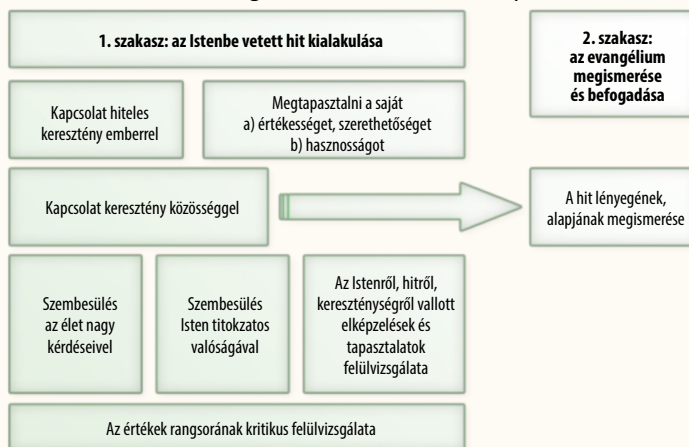 1. szakasz: az Istenbe vetett hit kialakulása
2. szakasz:
az evangélium
megismerése
és befogadása
Kapcsolat hiteles
keresztény emberrel
Megtapasztalni a saját
a) értékességet, szerethetőséget
b) hasznosságot
Kapcsolat keresztény közösséggel
A hit lényegének,
alapjának megismerése
Szembesülés
az élet nagy
kérdéseivel
Szembesülés
Isten titokzatos
valóságával
Az Istenről, hitről,
kereszténységről vallott
elképzelések és
tapasztalatok
felülvizsgálata
Az értékek rangsorának kritikus felülvizsgálata